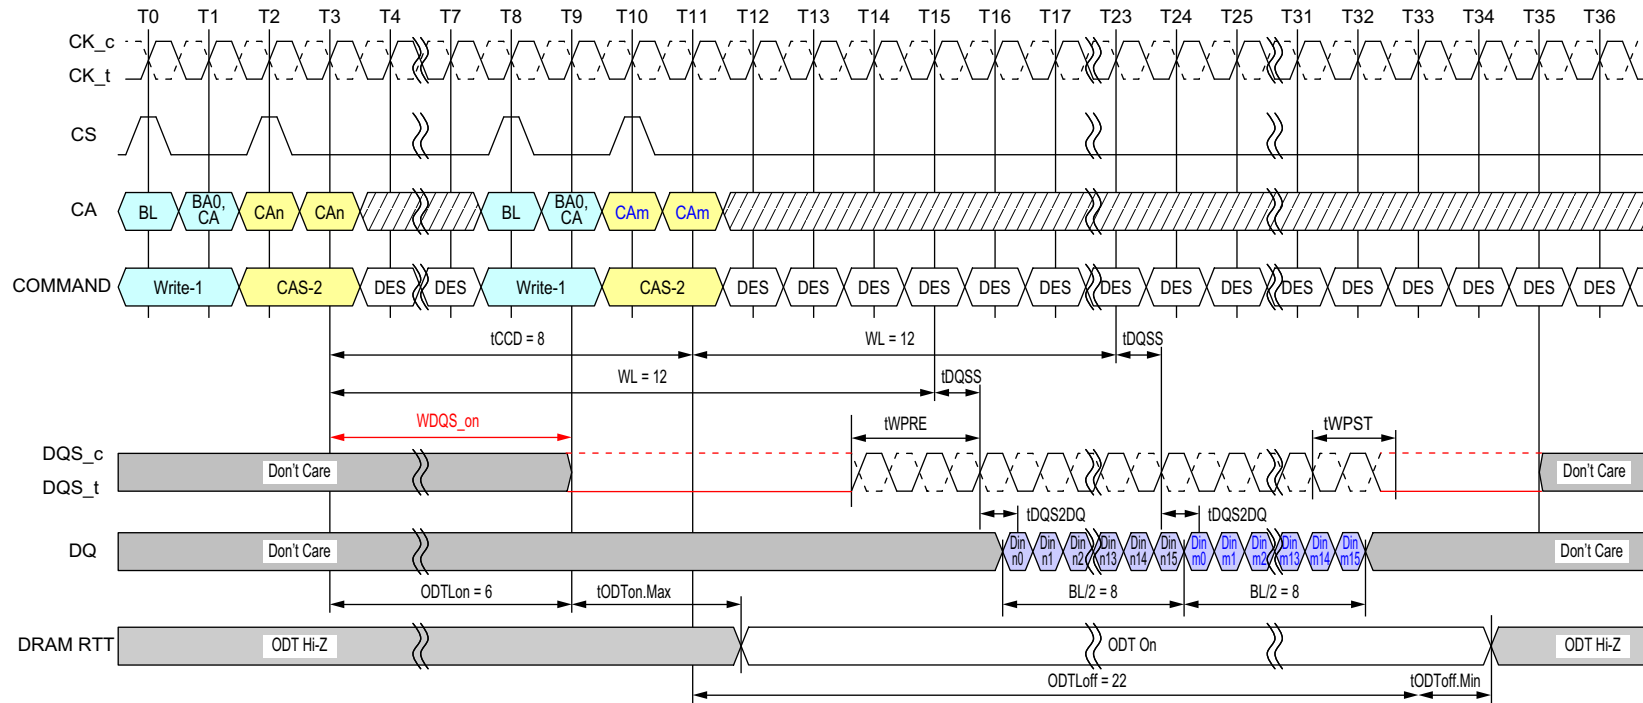 T0 T1 T2 T3 T4 T7 T8 T9 T10 T11 T12 T13 T14 T15 T16 T17 T23 T24 T25 T31 T32 T33 T34 T35 T36
CK_c
CK_t
CS
CA BL BA0, CA CAn CAn BL BA0, CA CAm CAm
COMMAND Write-1 CAS-2 DES DES Write-1 CAS-2 DES DES DES DES DES DES DES DES DES DES DES DES DES DES DES
tCCD = 8 WL = 12 tDQSS
WL = 12 tDQSS
WDQS_on tWPRE tWPST
DQS_c
Don't Care Don't Care
DQS_t
tDQS2DQ tDQS2DQ
DQ Don't Care Din n0 Din n1 Din n2 Din n13 Din n14 Din n15 Din m0 Din m1 Din m2 Din m13 Din m14 Din m15 Don't Care
ODTLon = 6 tODTon.Max BL/2 = 8 BL/2 = 8
DRAM RTT ODT Hi-Z ODT On ODT Hi-Z
ODTLoff = 22 tODToff.Min